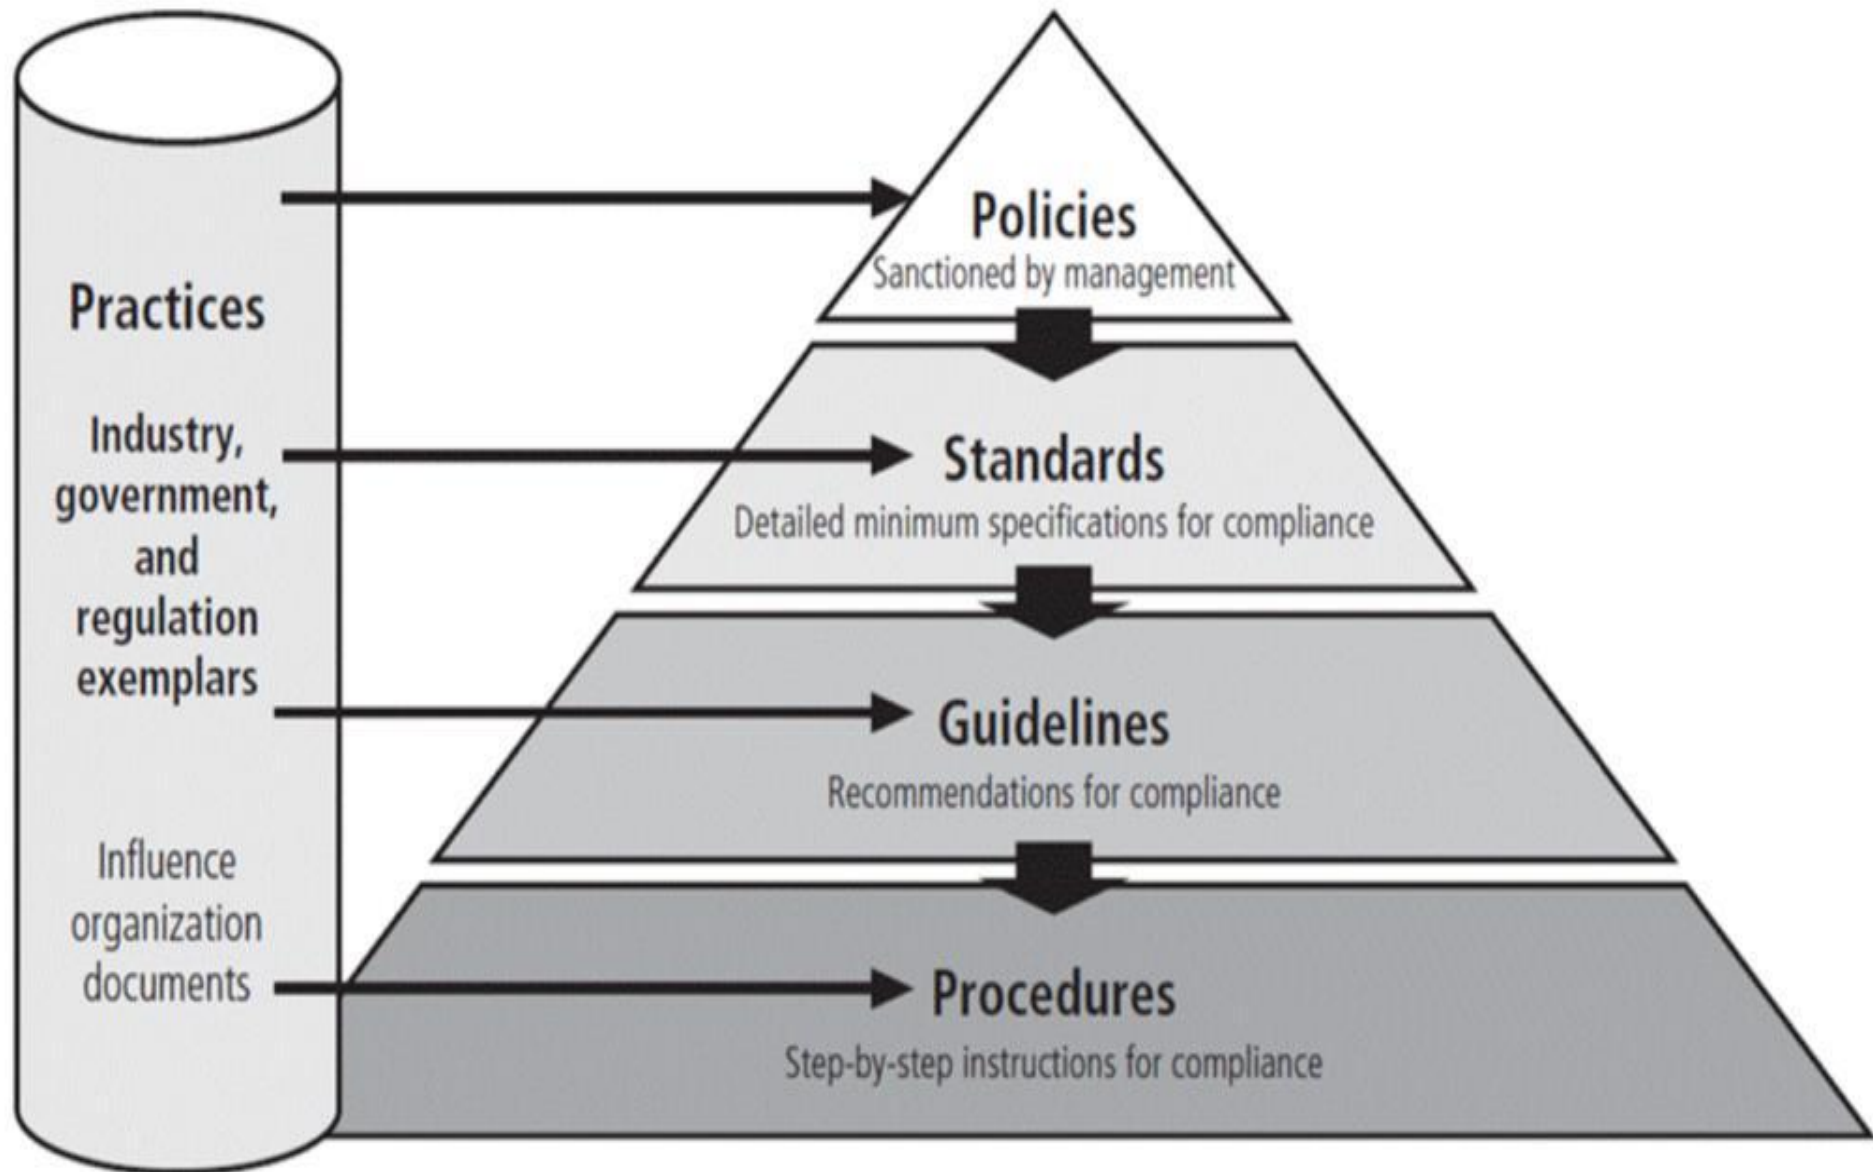 Practices
Industry,
government,
and
regulation
exemplars
Influence
organization
documents
Policies
Sanctioned by management
Standards
Detailed minimum specifications for compliance
Guidelines
Recommendations for compliance
Procedures
Step-by-step instructions for compliance